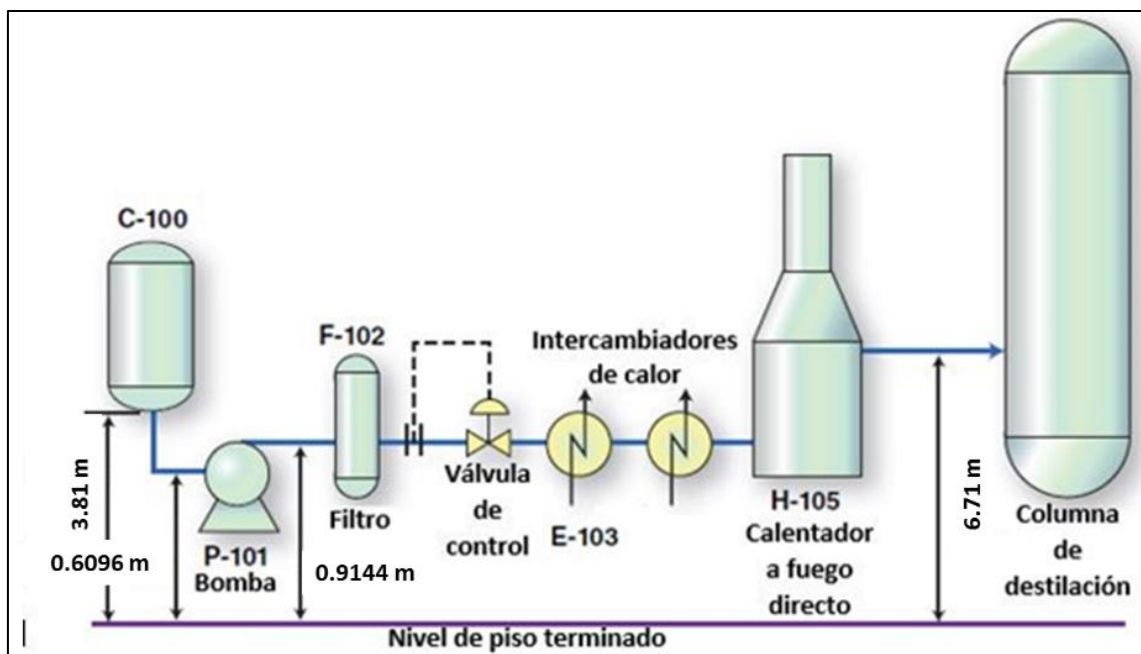 C-100
F-102
Intercambiadores
de calor
3.81 m
0.6096 m
P-101
Bomba
0.9144 m
Filtro
Válvula
de
control
E-103
H-105
Calentador
a fuego
directo
6.71 m
Columna
de
destilación
Nivel de piso terminado